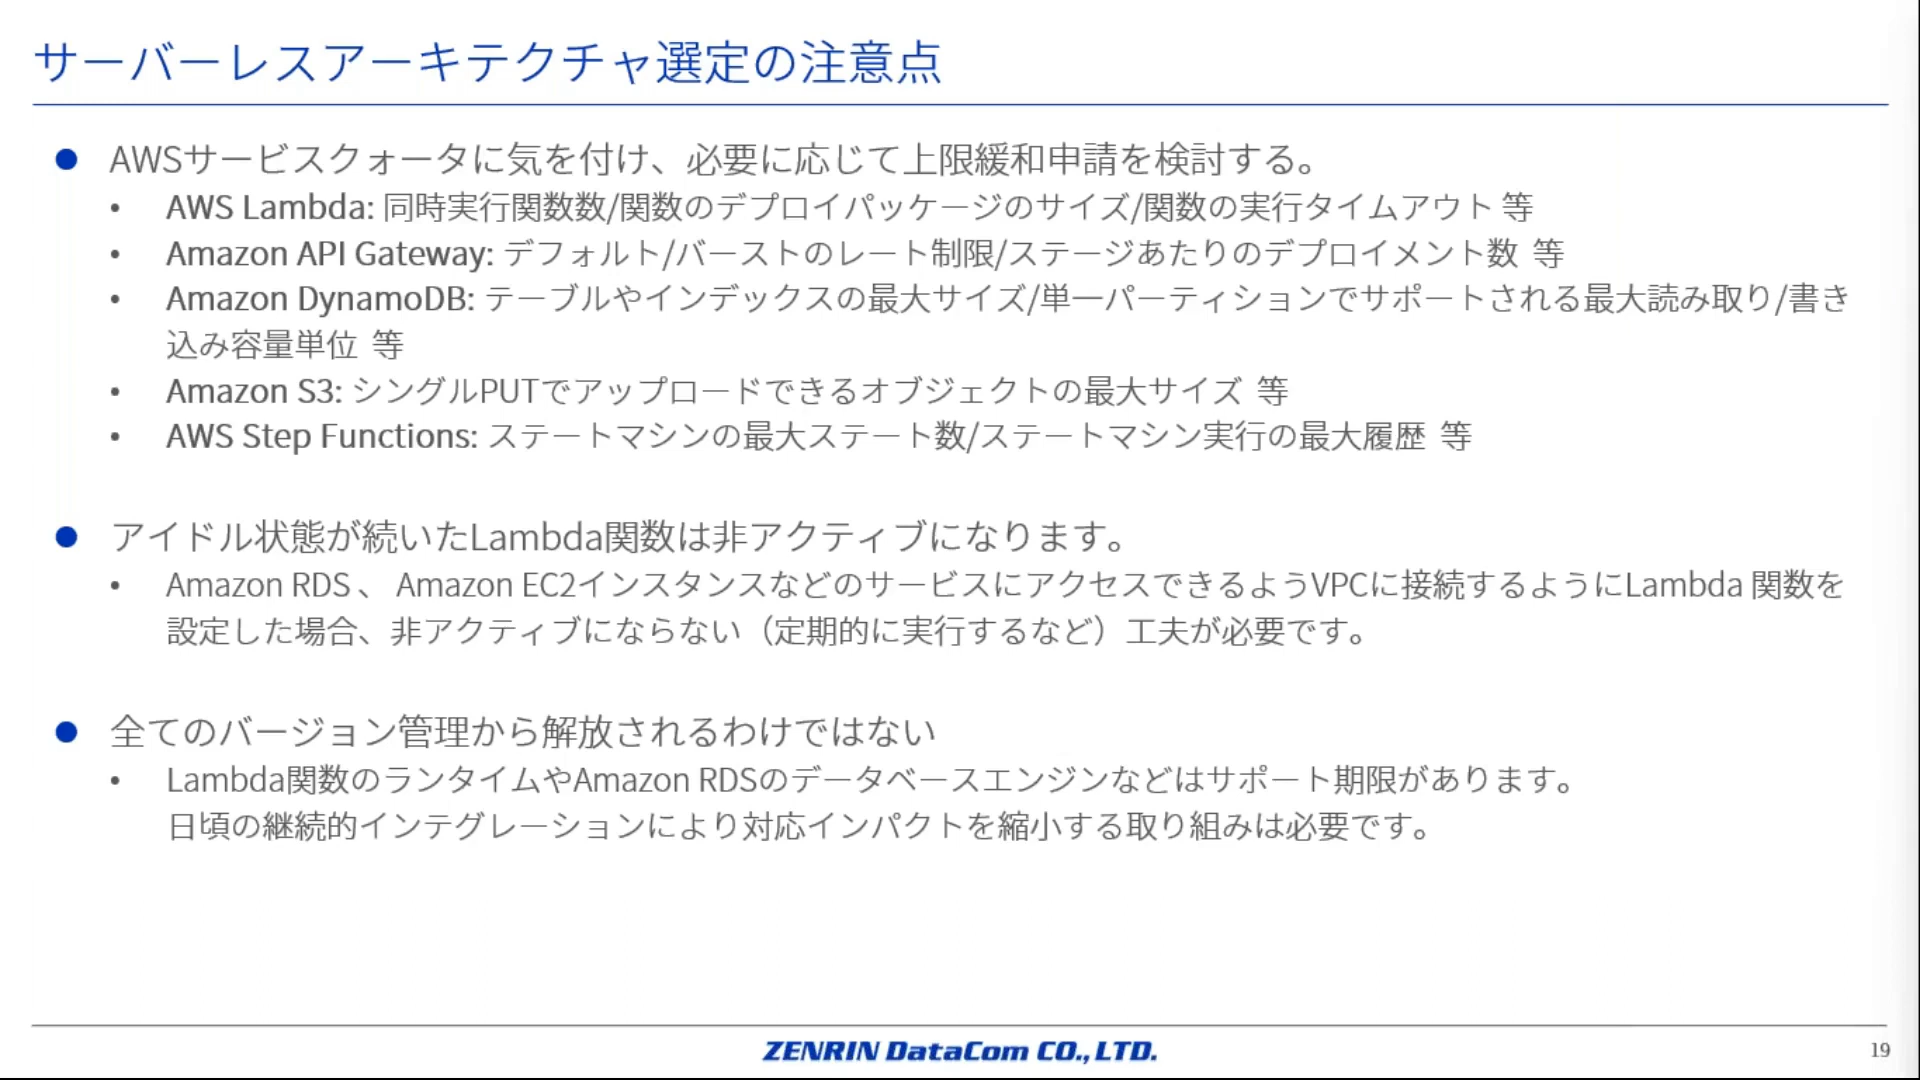 サーバーレスアーキテクチャ選定の注意点
● AWSサービスクォータに気を付け、必要に応じて上限緩和申請を検討する。
• AWS Lambda: 同時実行関数数/関数のデプロイパッケージのサイズ/関数の実行タイムアウト 等
• Amazon API Gateway: デフォルト/バーストのレート制限/ステージあたりのデプロイメント数 等
• Amazon DynamoDB: テーブルやインデックスの最大サイズ/単一パーティションでサポートされる最大読み取り/書き
込み容量単位 等
• Amazon S3: シングルPUTでアップロードできるオブジェクトの最大サイズ 等
• AWS Step Functions: ステートマシンの最大ステート数/ステートマシン実行の最大履歴 等
● アイドル状態が続いたLambda関数は非アクティブになります。
• Amazon RDS 、 Amazon EC2インスタンスなどのサービスにアクセスできるようVPCに接続するようにLambda 関数を
設定した場合、非アクティブにならない（定期的に実行するなど）工夫が必要です。
● 全てのバージョン管理から解放されるわけではない
• Lambda関数のランタイムやAmazon RDSのデータベースエンジンなどはサポート期限があります。
日頃の継続的インテグレーションにより対応インパクトを縮小する取り組みは必要です。
ZENRIN DataCom CO., LTD.
19